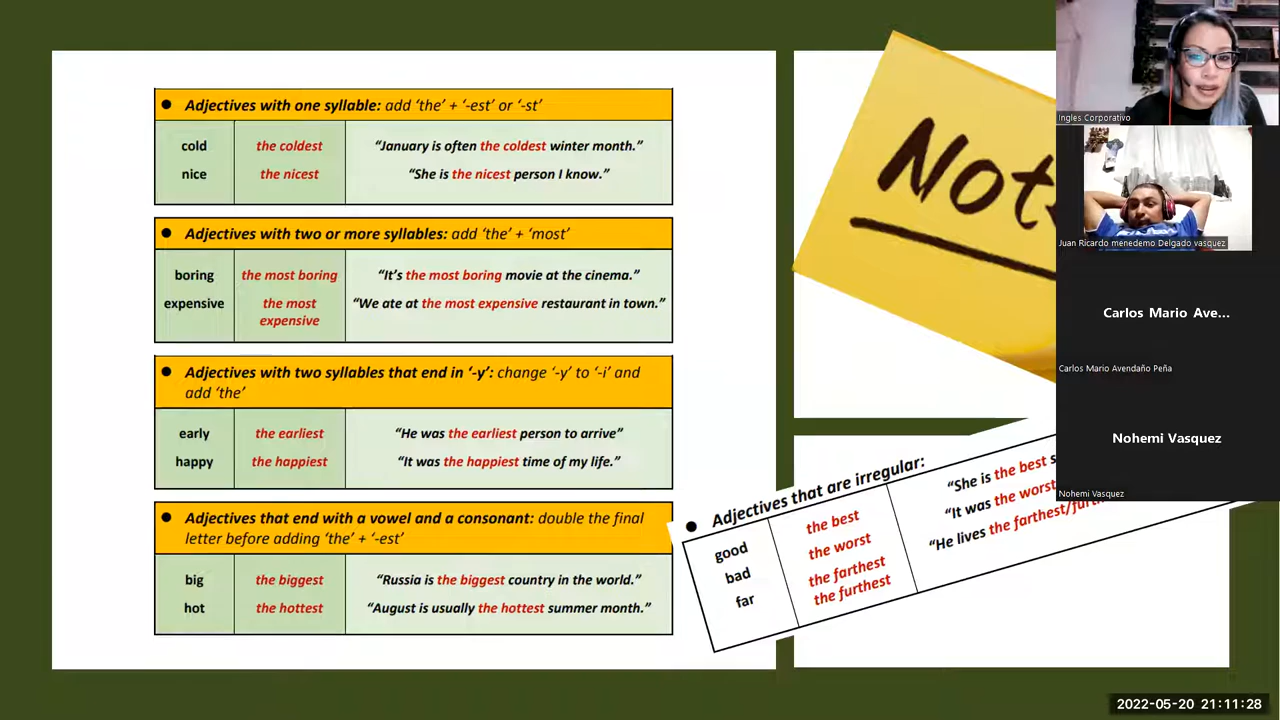 ● Adjectives with one syllable: add ‘the’ + ‘-est’ or ‘-st’
cold the coldest “January is often the coldest winter month.”
nice the nicest “She is the nicest person I know.”
● Adjectives with two or more syllables: add ‘the’ + ‘most’
boring the most boring “It’s the most boring movie at the cinema.”
expensive the most “We ate at the most expensive restaurant in town.”
expensive
● Adjectives with two syllables that end in ‘-y’: change ‘-y’ to ‘-i’ and
add ‘the’
early the earliest “He was the earliest person to arrive”
happy the happiest “It was the happiest time of my life.”
● Adjectives that end with a vowel and a consonant: double the final
letter before adding ‘the’ + ‘-est’
big the biggest “Russia is the biggest country in the world.”
hot the hottest “August is usually the hottest summer month.”
● Adjectives that are irregular:
good the best “She is the best
bad the worst “It was the worst
far the farthest “He lives the farthest/
the furthest
Ingles Corporativo
Juan Ricardo menedemo Delgado vasquez
Carlos Mario Ave...
Carlos Mario Avendaño Peña
Nohemi Vasquez
Nohemi Vasquez
2022-05-20 21:11:28